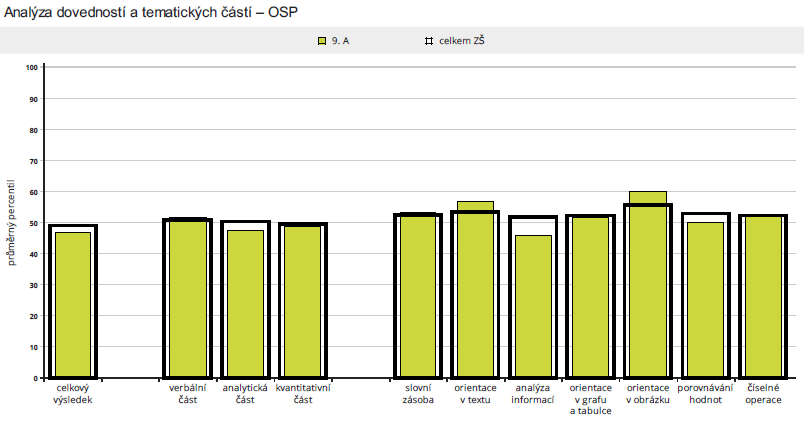 Analýza dovedností a tematických částí – OSP
9. A
celkem ZŠ
průměrný percentil
100
90
80
70
60
50
40
30
20
10
0
celkový
výsledek
verbální
část
analytická
část
kvantitativní
část
slovní
zásoba
orientace
v textu
analýza
informací
orientace
v grafu
a tabulce
orientace
v obrázku
porovnávání
hodnot
číselné
operace